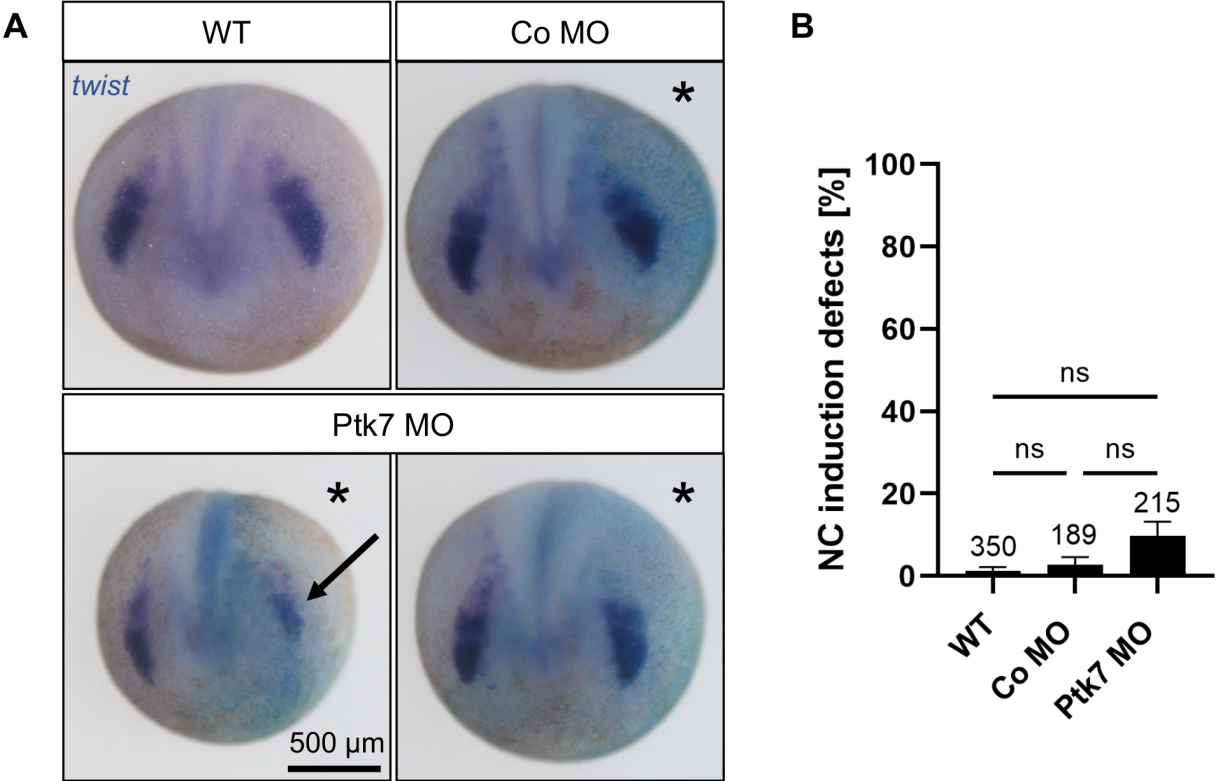 A
WT
Co MO
twist
*
Ptk7 MO
*
*
500 µm
B
NC induction defects [%]
100
80
60
40
20
0
ns
ns
ns
350
189
215
WT
Co MO
Ptk7 MO